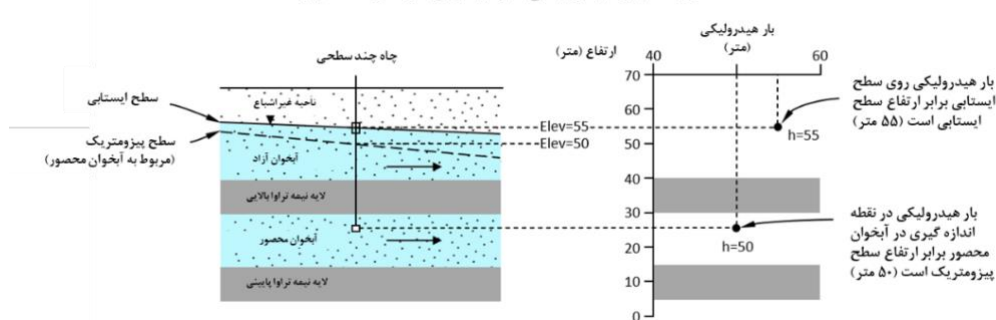 چاه چند سطحی
سطح ایستابی
سطح پیزومتریک
(مربوط به آبخوان محصور)
ناحیه غیراشباع
آبخوان آزاد
لایه نیمه تراوا بالایی
آبخوان محصور
لایه نیمه تراوا پایینی
Elev=55
Elev=50
بار هیدرولیکی
(متر)
ارتفاع (متر)
40
60
70
60
50
40
30
20
10
0
h=55
h=50
بار هیدرولیکی روی سطح
ایستابی برابر ارتفاع سطح
ایستابی است (۵۵ متر)
بار هیدرولیکی در نقطه
اندازه گیری در آبخوان
محصور برابر ارتفاع سطح
پیزومتریک است (۵۰ متر)